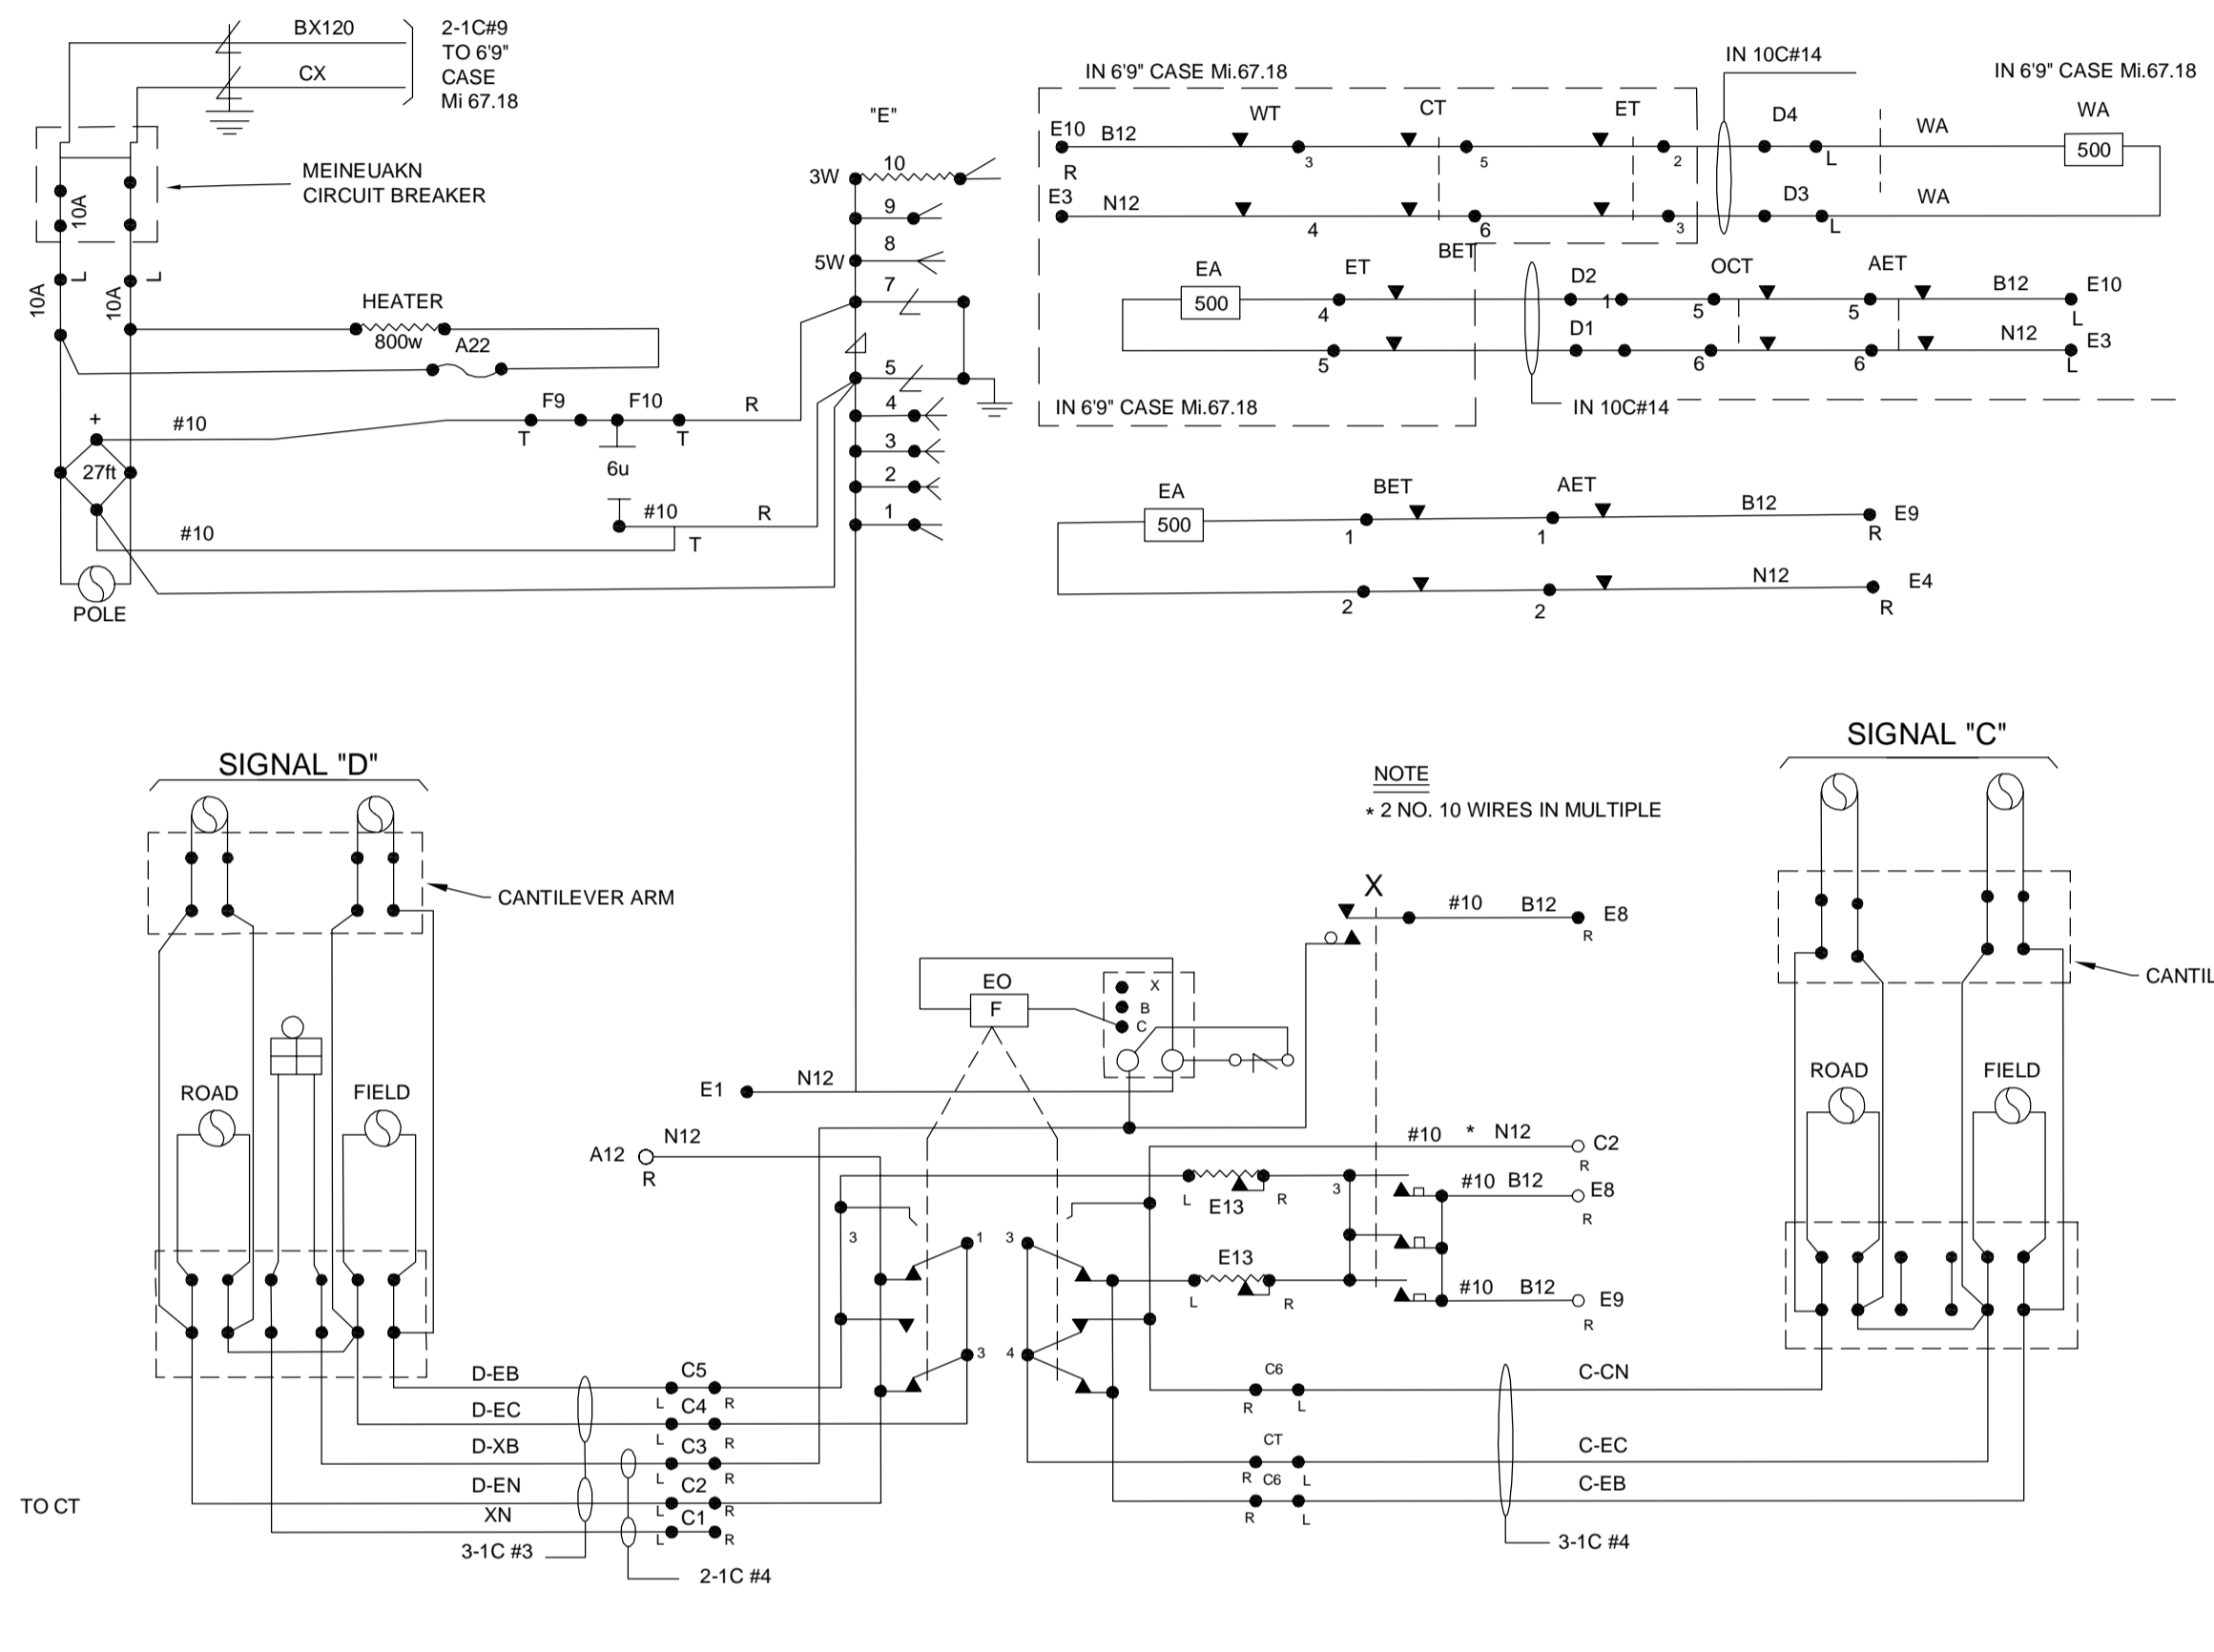 BX120
CX
2-1C#9
TO 6'9"
CASE
Mi 67.18
MEINEUAKN
CIRCUIT BREAKER
10A
L
L
10A
10A
HEATER
800w
A22
+
#10
F9
F10
R
T
T
6u
27ft
#10
R
#10
T
POLE
"E"
3W
10
9
8
5W
7
5
4
3
2
1
IN 6'9" CASE Mi.67.18
IN 10C#14
IN 6'9" CASE Mi.67.18
WT
CT
ET
D4
WA
WA
E10
B12
R
3
5
2
L
500
E3
N12
D3
WA
4
6
3
L
BET
EA
ET
D2
OCT
AET
B12
E10
500
4
1
5
5
L
D1
N12
E3
5
6
6
L
IN 6'9" CASE Mi.67.18
IN 10C#14
EA
BET
AET
B12
E9
500
1
1
R
N12
E4
2
2
R
SIGNAL "D"
CANTILEVER ARM
ROAD
FIELD
NOTE
* 2 NO. 10 WIRES IN MULTIPLE
SIGNAL "C"
CANTIL
ROAD
FIELD
X
#10
B12
E8
R
EO
F
X
B
C
E1
N12
A12
N12
R
#10
*
N12
C2
R
3
#10
B12
E8
R
L
E13
R
3
1
3
E13
L
R
#10
B12
E9
R
3
4
D-EB
C5
L
R
D-EC
C4
L
R
D-XB
C3
L
R
D-EN
C2
L
R
XN
C1
L
R
3-1C #3
2-1C #4
TO CT
C6
R
L
C-CN
CT
R
L
C-EC
C6
R
L
C-EB
3-1C #4